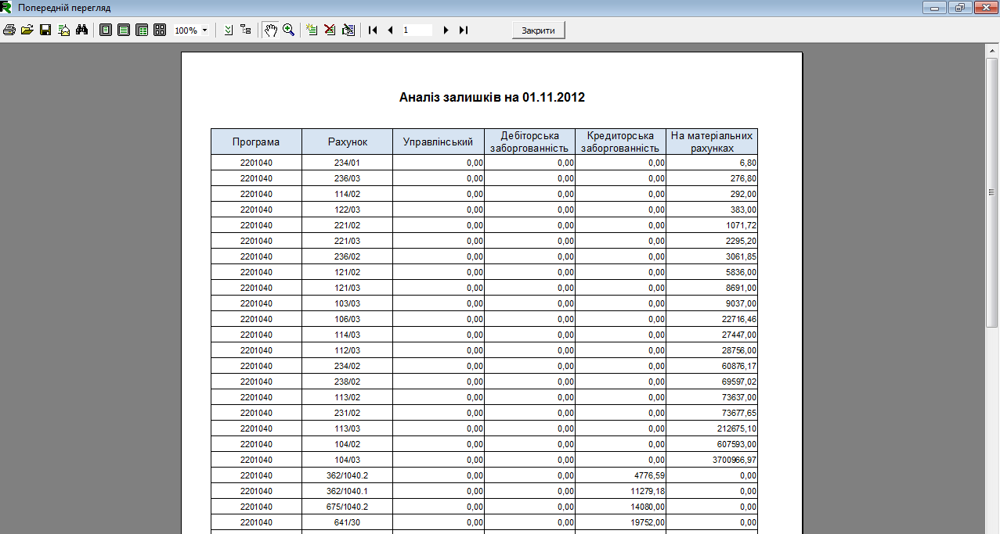 Попередній перегляд
100%
1
Закрити
Аналіз залишків на 01.11.2012
Програма Рахунок Управлінський Дебіторська заборгованність Кредиторська заборгованність На матеріальних рахунках
2201040 234/01 0,00 0,00 0,00 6,80
2201040 236/03 0,00 0,00 0,00 276,80
2201040 114/02 0,00 0,00 0,00 292,00
2201040 122/03 0,00 0,00 0,00 383,00
2201040 221/02 0,00 0,00 0,00 1071,72
2201040 221/03 0,00 0,00 0,00 2295,20
2201040 236/02 0,00 0,00 0,00 3061,85
2201040 121/02 0,00 0,00 0,00 5836,00
2201040 121/03 0,00 0,00 0,00 8691,00
2201040 103/03 0,00 0,00 0,00 9037,00
2201040 106/03 0,00 0,00 0,00 22716,46
2201040 114/03 0,00 0,00 0,00 27447,00
2201040 112/03 0,00 0,00 0,00 28756,00
2201040 234/02 0,00 0,00 0,00 60876,17
2201040 238/02 0,00 0,00 0,00 69597,02
2201040 113/02 0,00 0,00 0,00 73637,00
2201040 231/02 0,00 0,00 0,00 73677,65
2201040 113/03 0,00 0,00 0,00 212675,10
2201040 104/02 0,00 0,00 0,00 607593,00
2201040 104/03 0,00 0,00 0,00 3700966,97
2201040 362/1040.2 0,00 0,00 4776,59 0,00
2201040 362/1040.1 0,00 0,00 11279,18 0,00
2201040 675/1040.2 0,00 0,00 14080,00 0,00
2201040 641/30 0,00 0,00 19752,00 0,00